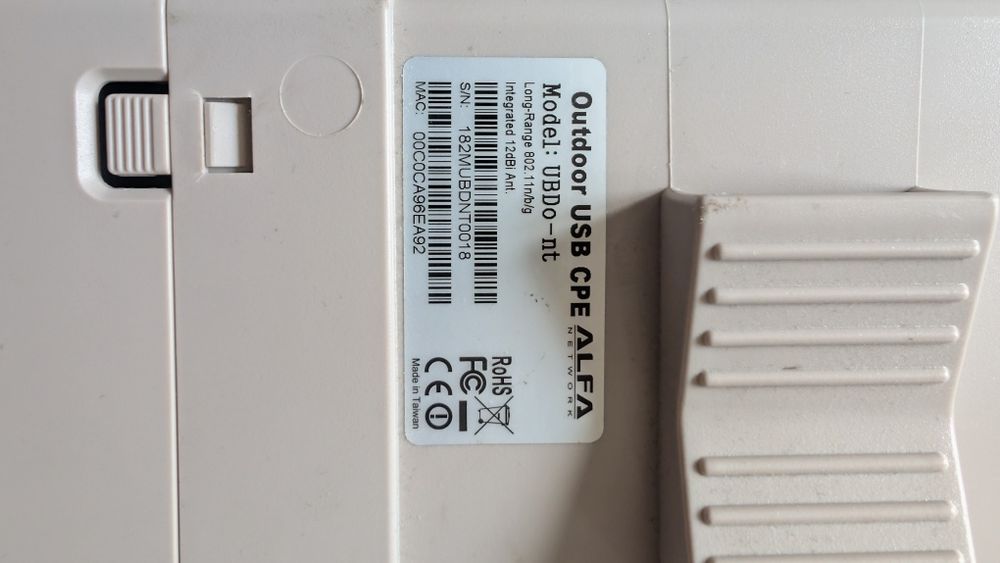 Outdoor USB CPE
Model: UBDo-nt
Long-Range 802.11n/b/g
Integrated 12dBi Ant.
S/N: 182MUBDNT0018
MAC: 00C0CA96EA92
ALFA
NETWORK
RoHS
FC
CE
Made in Taiwan